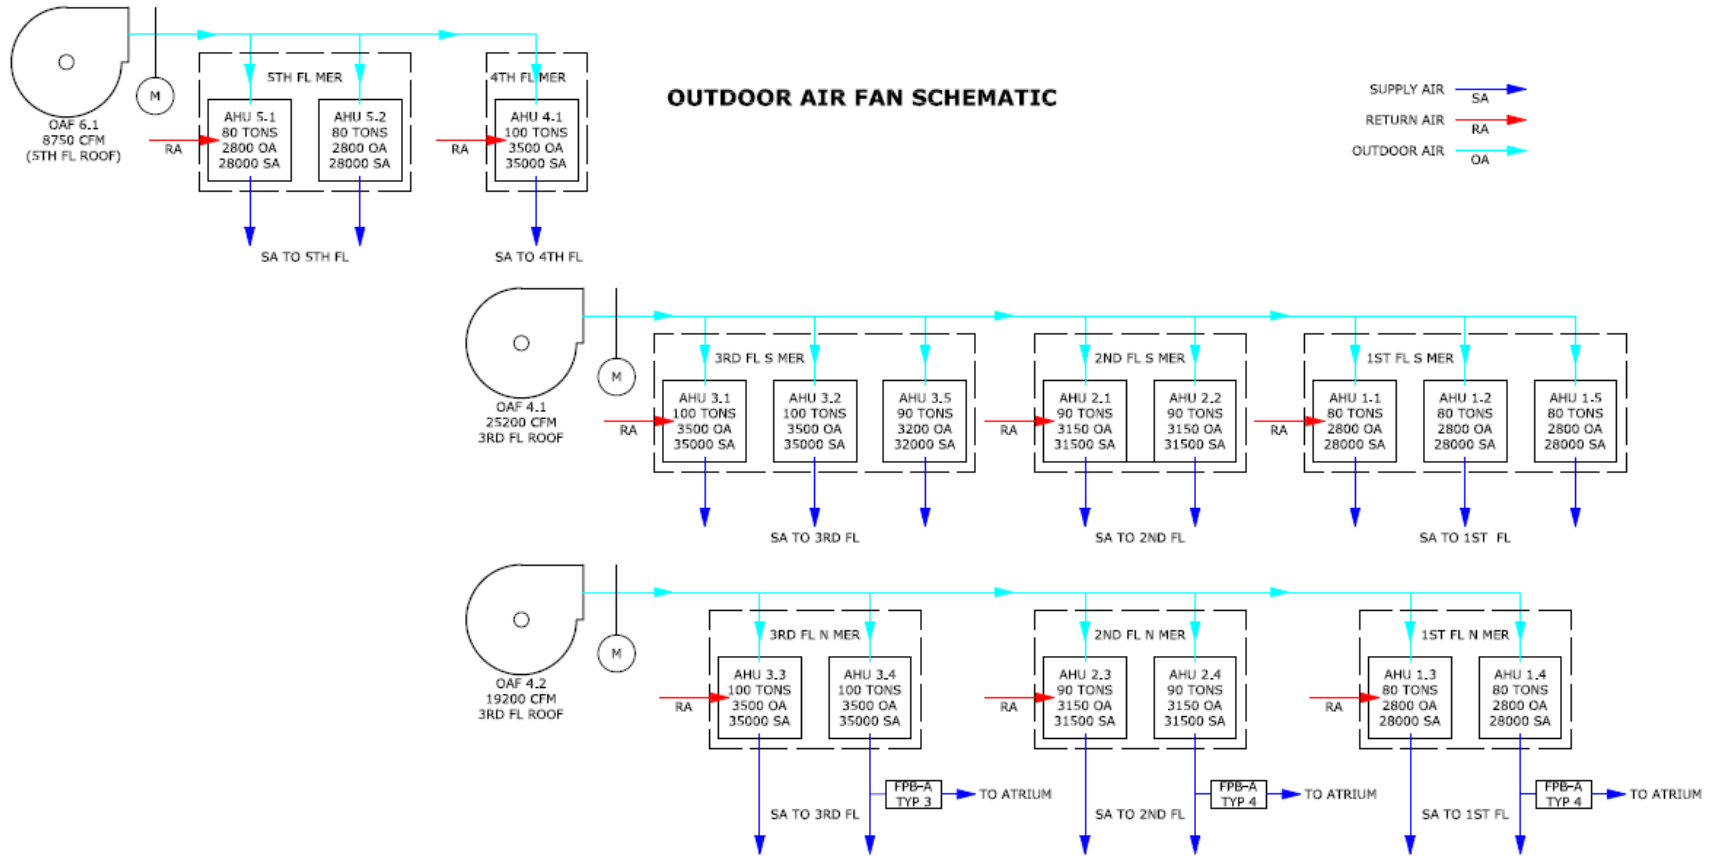 OUTDOOR AIR FAN SCHEMATIC
SUPPLY AIR
SA
RETURN AIR
RA
OUTDOOR AIR
OA
M
OAF 6.1
8750 CFM
(5TH FL ROOF)
5TH FL MER
RA
AHU 5.1
80 TONS
2800 OA
28000 SA
AHU 5.2
80 TONS
2800 OA
28000 SA
SA TO 5TH FL
4TH FL MER
RA
AHU 4.1
100 TONS
3500 OA
35000 SA
SA TO 4TH FL
M
OAF 4.1
25200 CFM
3RD FL ROOF
3RD FL S MER
RA
AHU 3.1
100 TONS
3500 OA
35000 SA
AHU 3.2
100 TONS
3500 OA
35000 SA
AHU 3.5
90 TONS
3200 OA
32000 SA
SA TO 3RD FL
2ND FL S MER
RA
AHU 2.1
90 TONS
3150 OA
31500 SA
AHU 2.2
90 TONS
3150 OA
31500 SA
SA TO 2ND FL
1ST FL S MER
RA
AHU 1-1
80 TONS
2800 OA
28000 SA
AHU 1-2
80 TONS
2800 OA
28000 SA
AHU 1-5
80 TONS
2800 OA
28000 SA
SA TO 1ST FL
M
OAF 4.2
19200 CFM
3RD FL ROOF
3RD FL N MER
RA
AHU 3.3
100 TONS
3500 OA
35000 SA
AHU 3.4
100 TONS
3500 OA
35000 SA
FPB-A
TYP 3
TO ATRIUM
SA TO 3RD FL
2ND FL N MER
RA
AHU 2.3
90 TONS
3150 OA
31500 SA
AHU 2.4
90 TONS
3150 OA
31500 SA
FPB-A
TYP 4
TO ATRIUM
SA TO 2ND FL
1ST FL N MER
RA
AHU 1.3
80 TONS
2800 OA
28000 SA
AHU 1.4
80 TONS
2800 OA
28000 SA
FPB-A
TYP 4
TO ATRIUM
SA TO 1ST FL